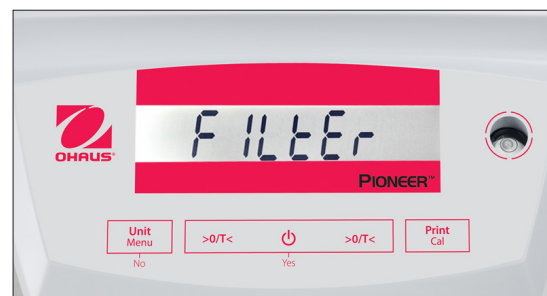 FILtEr
OHAUS®
PIONEER™
Unit
Menu
No
>0/T<
Yes
>0/T<
Print
Cal